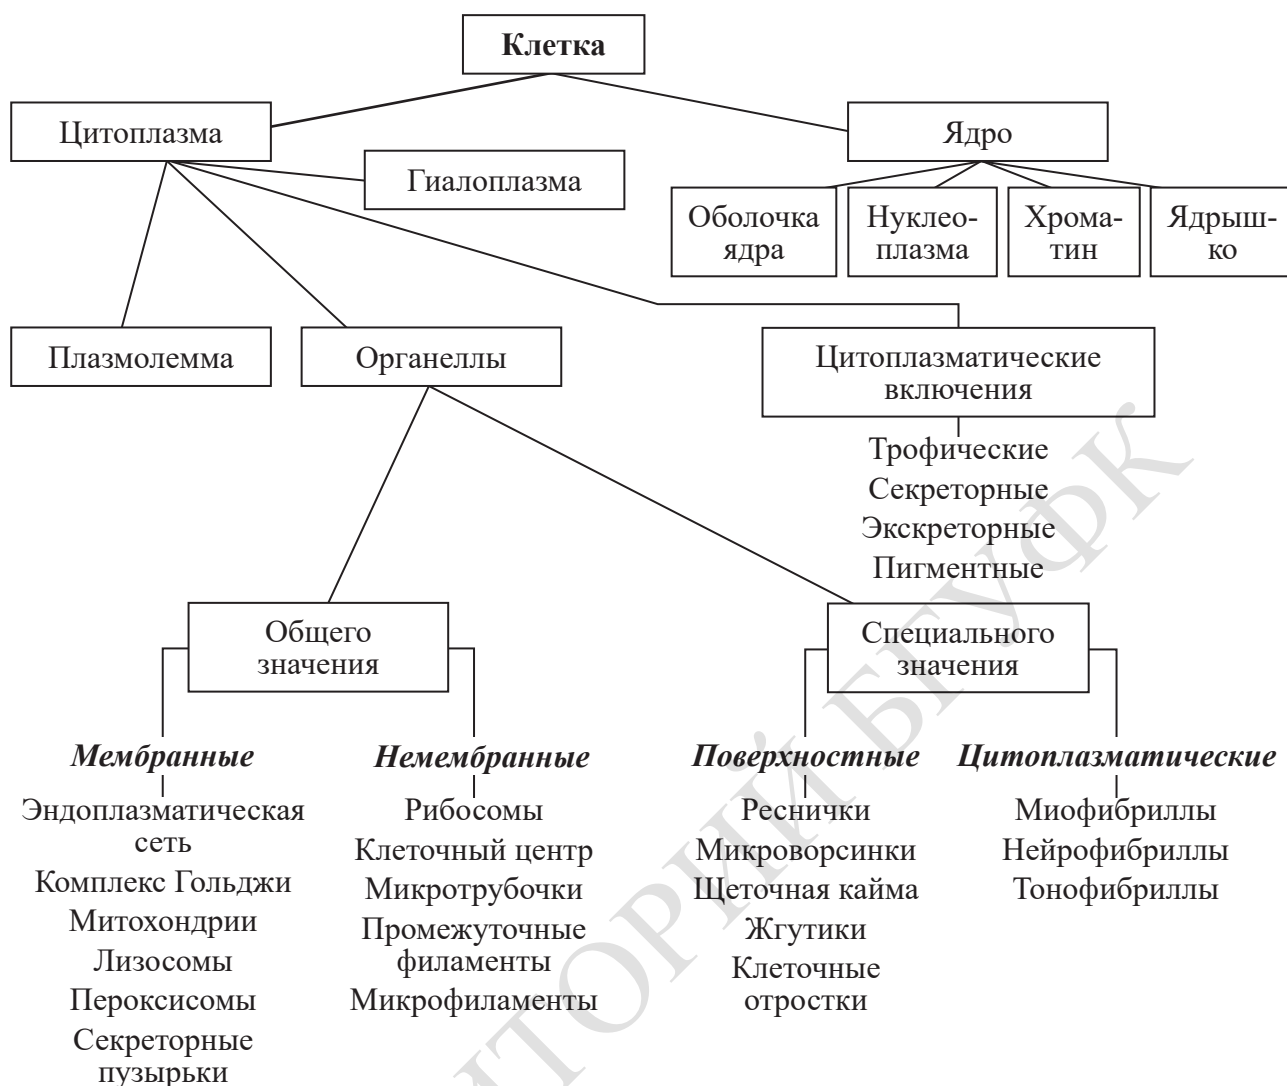 Клетка
Цитоплазма
Ядро
Гиалоплазма
Оболочка
ядра
Нуклео-
плазма
Хрома-
тин
Ядрыш-
ко
Плазмолемма
Органеллы
Цитоплазматические
включения
Трофические
Секреторные
Экскреторные
Пигментные
Общего
значения
Специального
значения
Мембранные
Эндоплазматическая
сеть
Комплекс Гольджи
Митохондрии
Лизосомы
Пероксисомы
Секреторные
пузырьки
Немембранные
Рибосомы
Клеточный центр
Микротрубочки
Промежуточные
филаменты
Микрофиламенты
Поверхностные
Реснички
Микроворсинки
Щеточная кайма
Жгутики
Клеточные
отростки
Цитоплазматические
Миофибриллы
Нейрофибриллы
Тонофибриллы
БГУФК